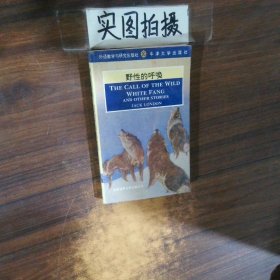 实图拍摄
外语教学与研究出版社 牛津大学出版社
野性的呼唤
THE CALL OF THE WILD
WHITE FANG
AND OTHER STORIES
JACK LONDON